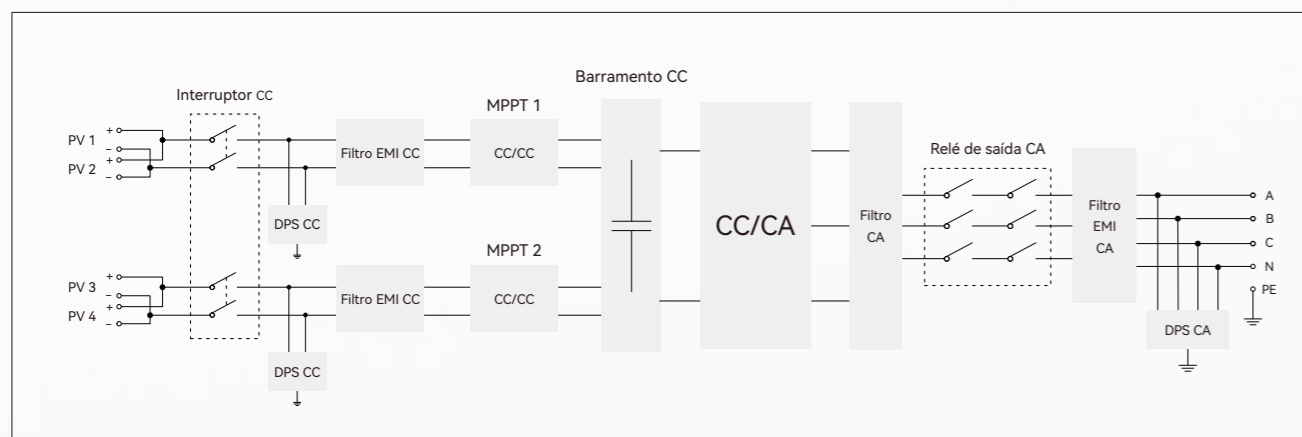 Barramento CC
Interruptor CC
MPPT 1
PV 1
+
−
PV 2
+
−
Filtro EMI CC
CC/CC
DPS CC
MPPT 2
PV 3
+
−
PV 4
+
−
Filtro EMI CC
CC/CC
DPS CC
CC/CA
Filtro
CA
Relé de saída CA
Filtro
EMI
CA
A
B
C
N
PE
DPS CA